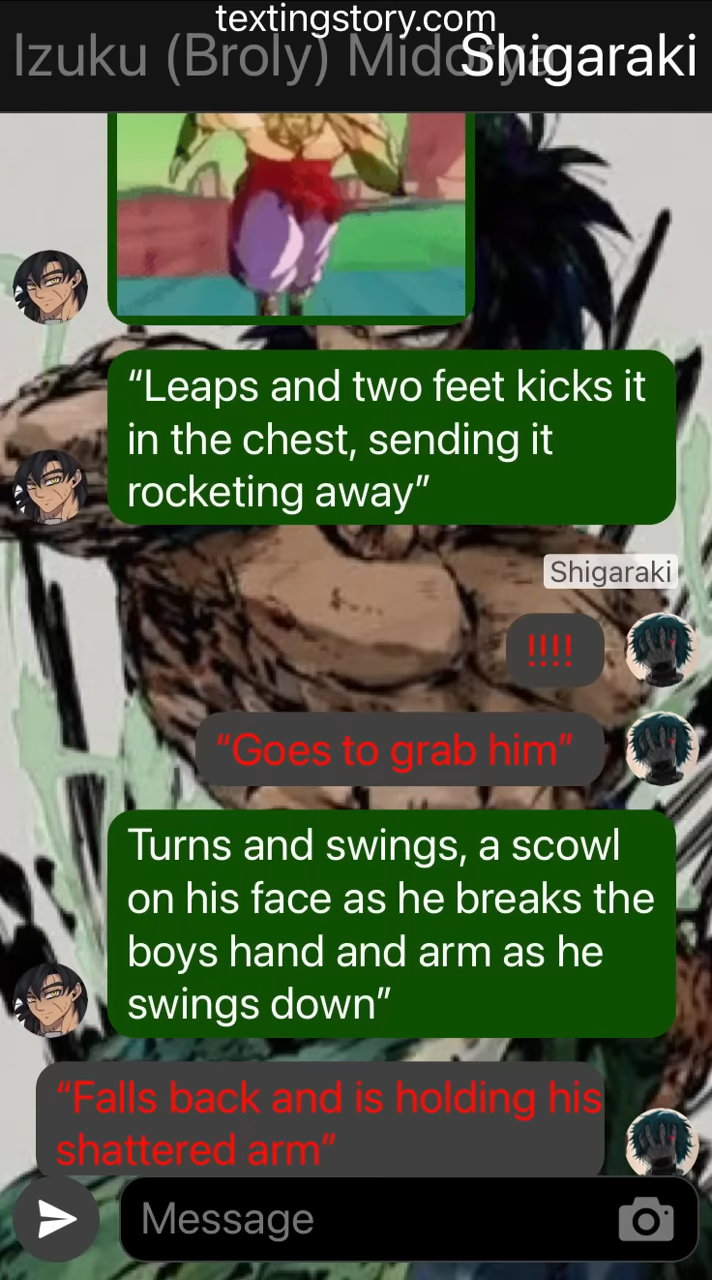 textingstory.com
Izuku (Broly) Midorya
Shigaraki
“Leaps and two feet kicks it
in the chest, sending it
rocketing away”
Shigaraki
!!!!
“Goes to grab him”
Turns and swings, a scowl
on his face as he breaks the
boys hand and arm as he
swings down”
“Falls back and is holding his
shattered arm”
Message